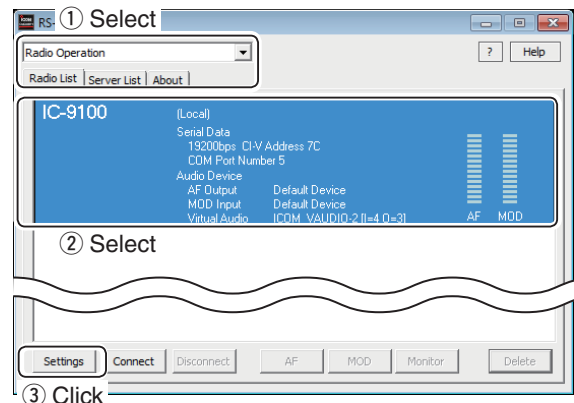 RS-
① Select
Radio Operation
? Help
Radio List Server List About
IC-9100 (Local)
Serial Data
19200bps CI-V Address 7C
COM Port Number 5
Audio Device
AF Output Default Device
MOD Input Default Device
Virtual Audio ICOM_VAUDIO-2 [I=4 O=3] AF MOD
② Select
Settings Connect Disconnect AF MOD Monitor Delete
③ Click